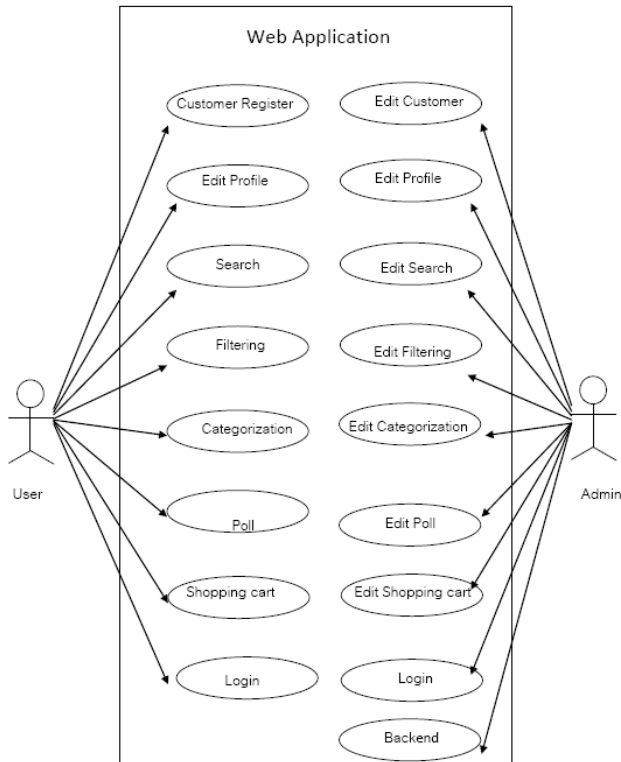 Web Application
Customer Register
Edit Customer
Edit Profile
Edit Profile
Search
Edit Search
Filtering
Edit Filtering
Categorization
Edit Categorization
User
Admin
Poll
Edit Poll
Shopping cart
Edit Shopping cart
Login
Login
Backend